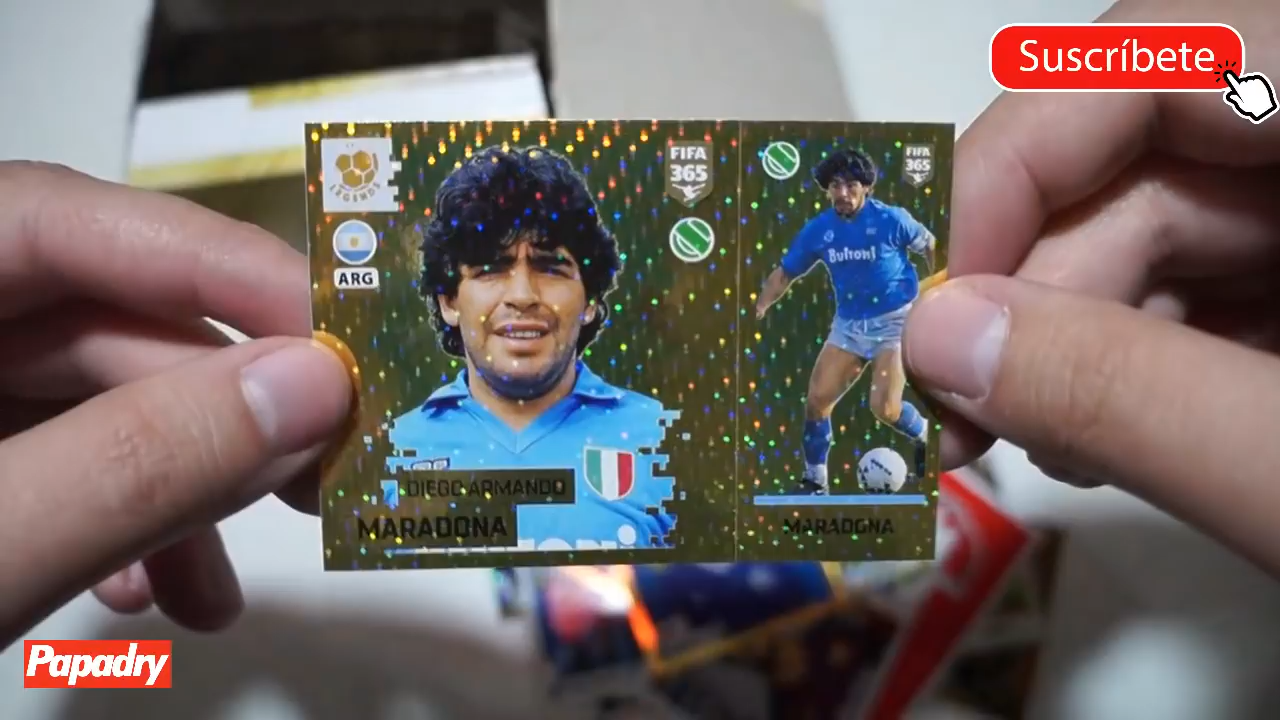 Suscríbete
LEGENDS
FIFA
365
ARG
DIEGO ARMANDO
MARADONA
FIFA
365
Buitoni
MARADONA
Papadry